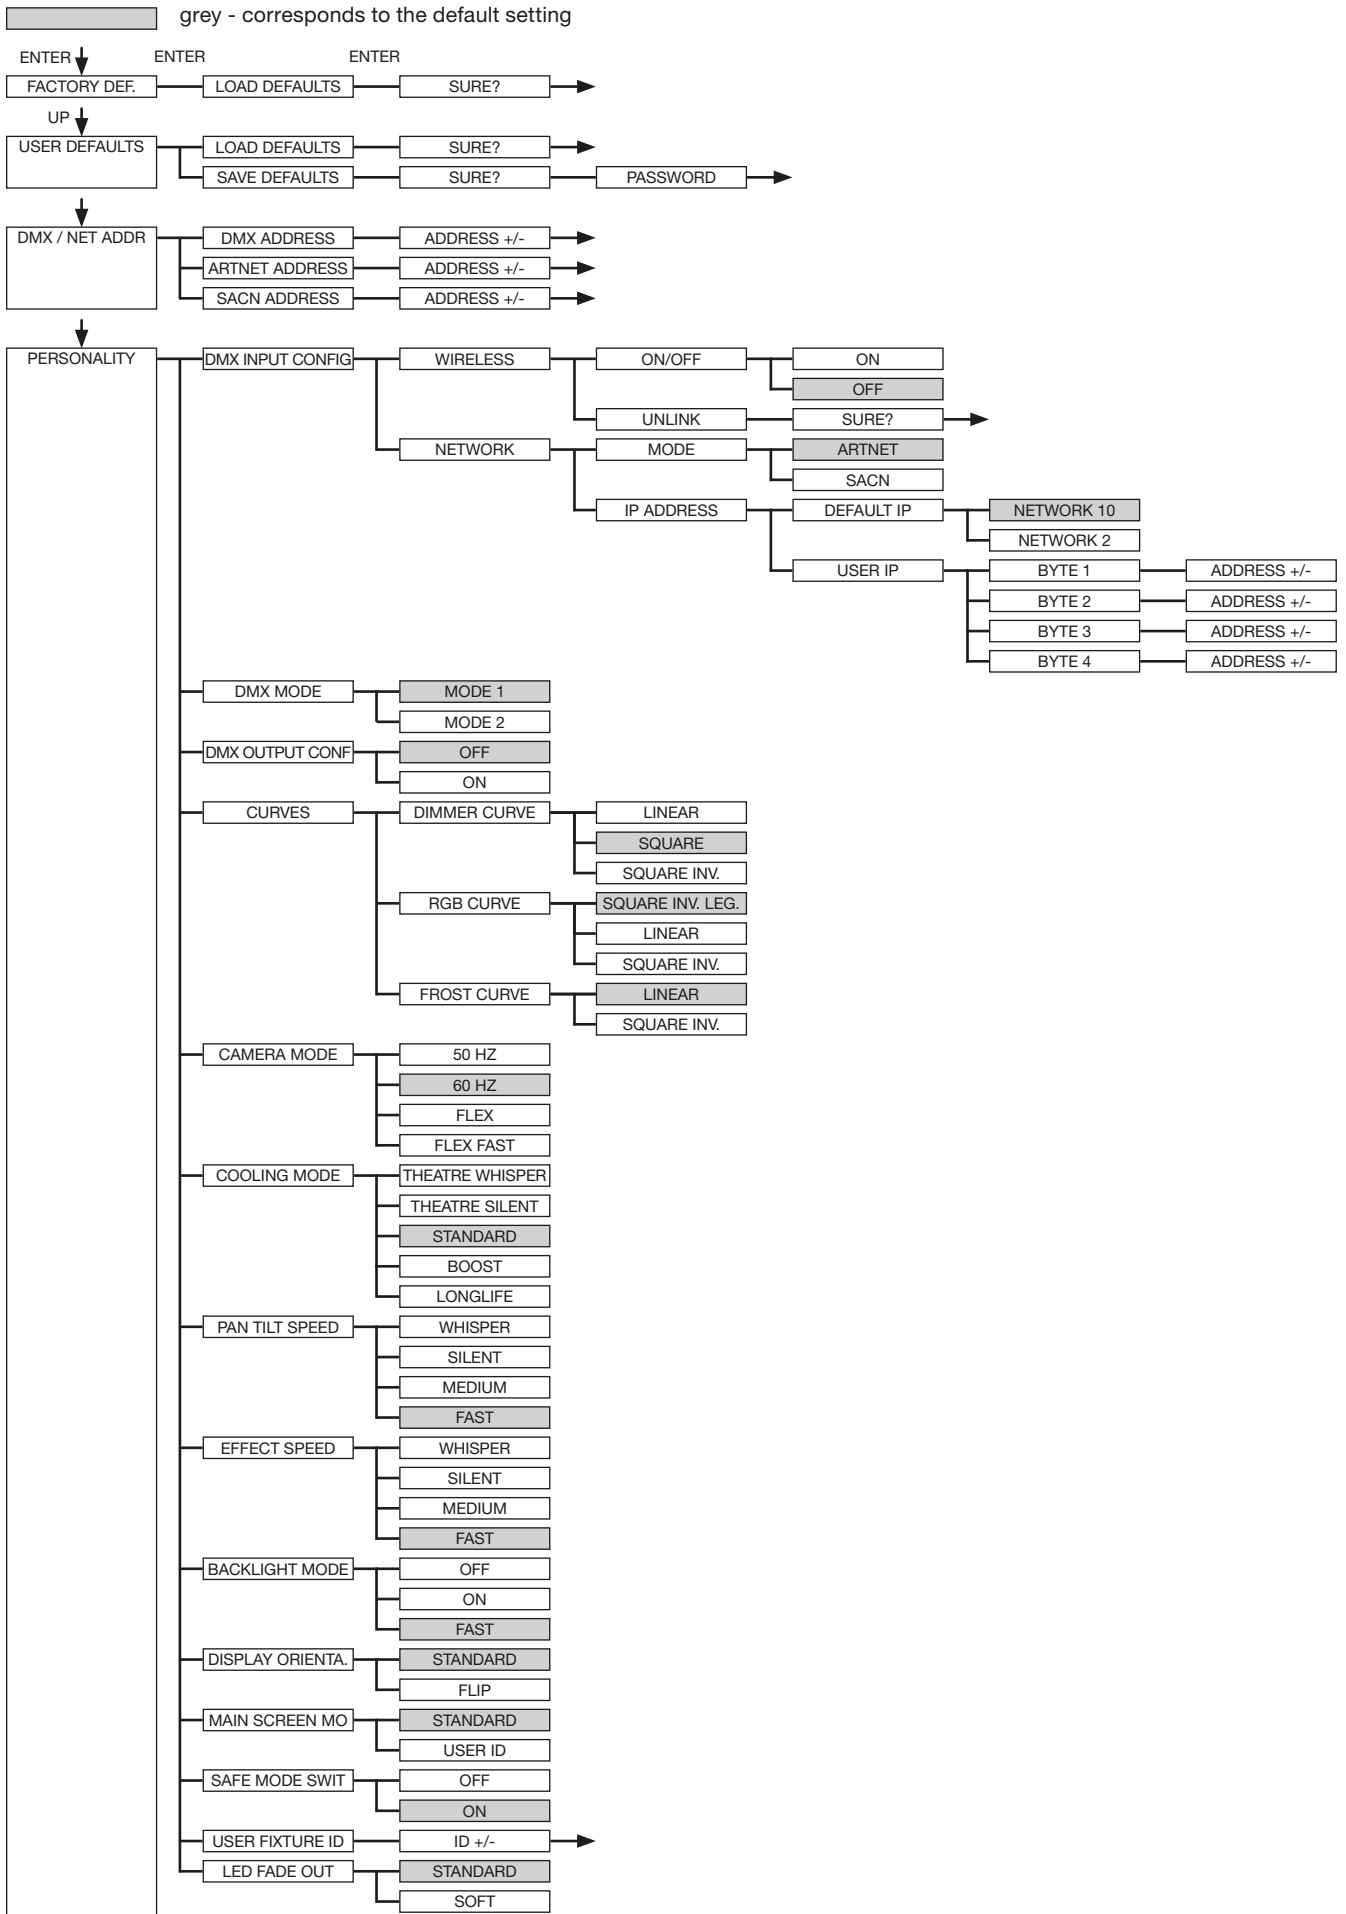 grey - corresponds to the default setting
ENTER ENTER ENTER
FACTORY DEF. LOAD DEFAULTS SURE?
UP
USER DEFAULTS LOAD DEFAULTS SURE?
SAVE DEFAULTS SURE? PASSWORD
DMX / NET ADDR DMX ADDRESS ADDRESS +/-
ARTNET ADDRESS ADDRESS +/-
SACN ADDRESS ADDRESS +/-
PERSONALITY DMX INPUT CONFIG WIRELESS ON/OFF ON
OFF
UNLINK SURE?
NETWORK MODE ARTNET
SACN
IP ADDRESS DEFAULT IP NETWORK 10
NETWORK 2
USER IP BYTE 1 ADDRESS +/-
BYTE 2 ADDRESS +/-
BYTE 3 ADDRESS +/-
BYTE 4 ADDRESS +/-
DMX MODE MODE 1
MODE 2
DMX OUTPUT CONF OFF
ON
CURVES DIMMER CURVE LINEAR
SQUARE
SQUARE INV.
RGB CURVE SQUARE INV. LEG.
LINEAR
SQUARE INV.
FROST CURVE LINEAR
SQUARE INV.
CAMERA MODE 50 HZ
60 HZ
FLEX
FLEX FAST
COOLING MODE THEATRE WHISPER
THEATRE SILENT
STANDARD
BOOST
LONGLIFE
PAN TILT SPEED WHISPER
SILENT
MEDIUM
FAST
EFFECT SPEED WHISPER
SILENT
MEDIUM
FAST
BACKLIGHT MODE OFF
ON
FAST
DISPLAY ORIENTA. STANDARD
FLIP
MAIN SCREEN MO STANDARD
USER ID
SAFE MODE SWIT OFF
ON
USER FIXTURE ID ID +/-
LED FADE OUT STANDARD
SOFT